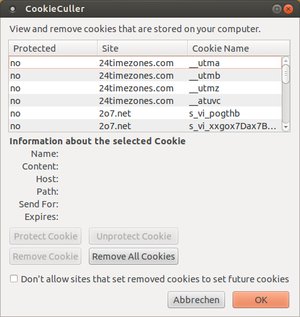 CookieCuller
View and remove cookies that are stored on your computer.
Protected Site Cookie Name
no 24timezones.com __utma
no 24timezones.com __utmb
no 24timezones.com __utmz
no 24timezones.com __atuvc
no 2o7.net s_vi_pogthb
no 2o7.net s_vi_xxgox7Dax7B...
Information about the selected Cookie
Name:
Content:
Host:
Path:
Send For:
Expires:
Protect Cookie Unprotect Cookie
Remove Cookie Remove All Cookies
Don't allow sites that set removed cookies to set future cookies
Abbrechen OK